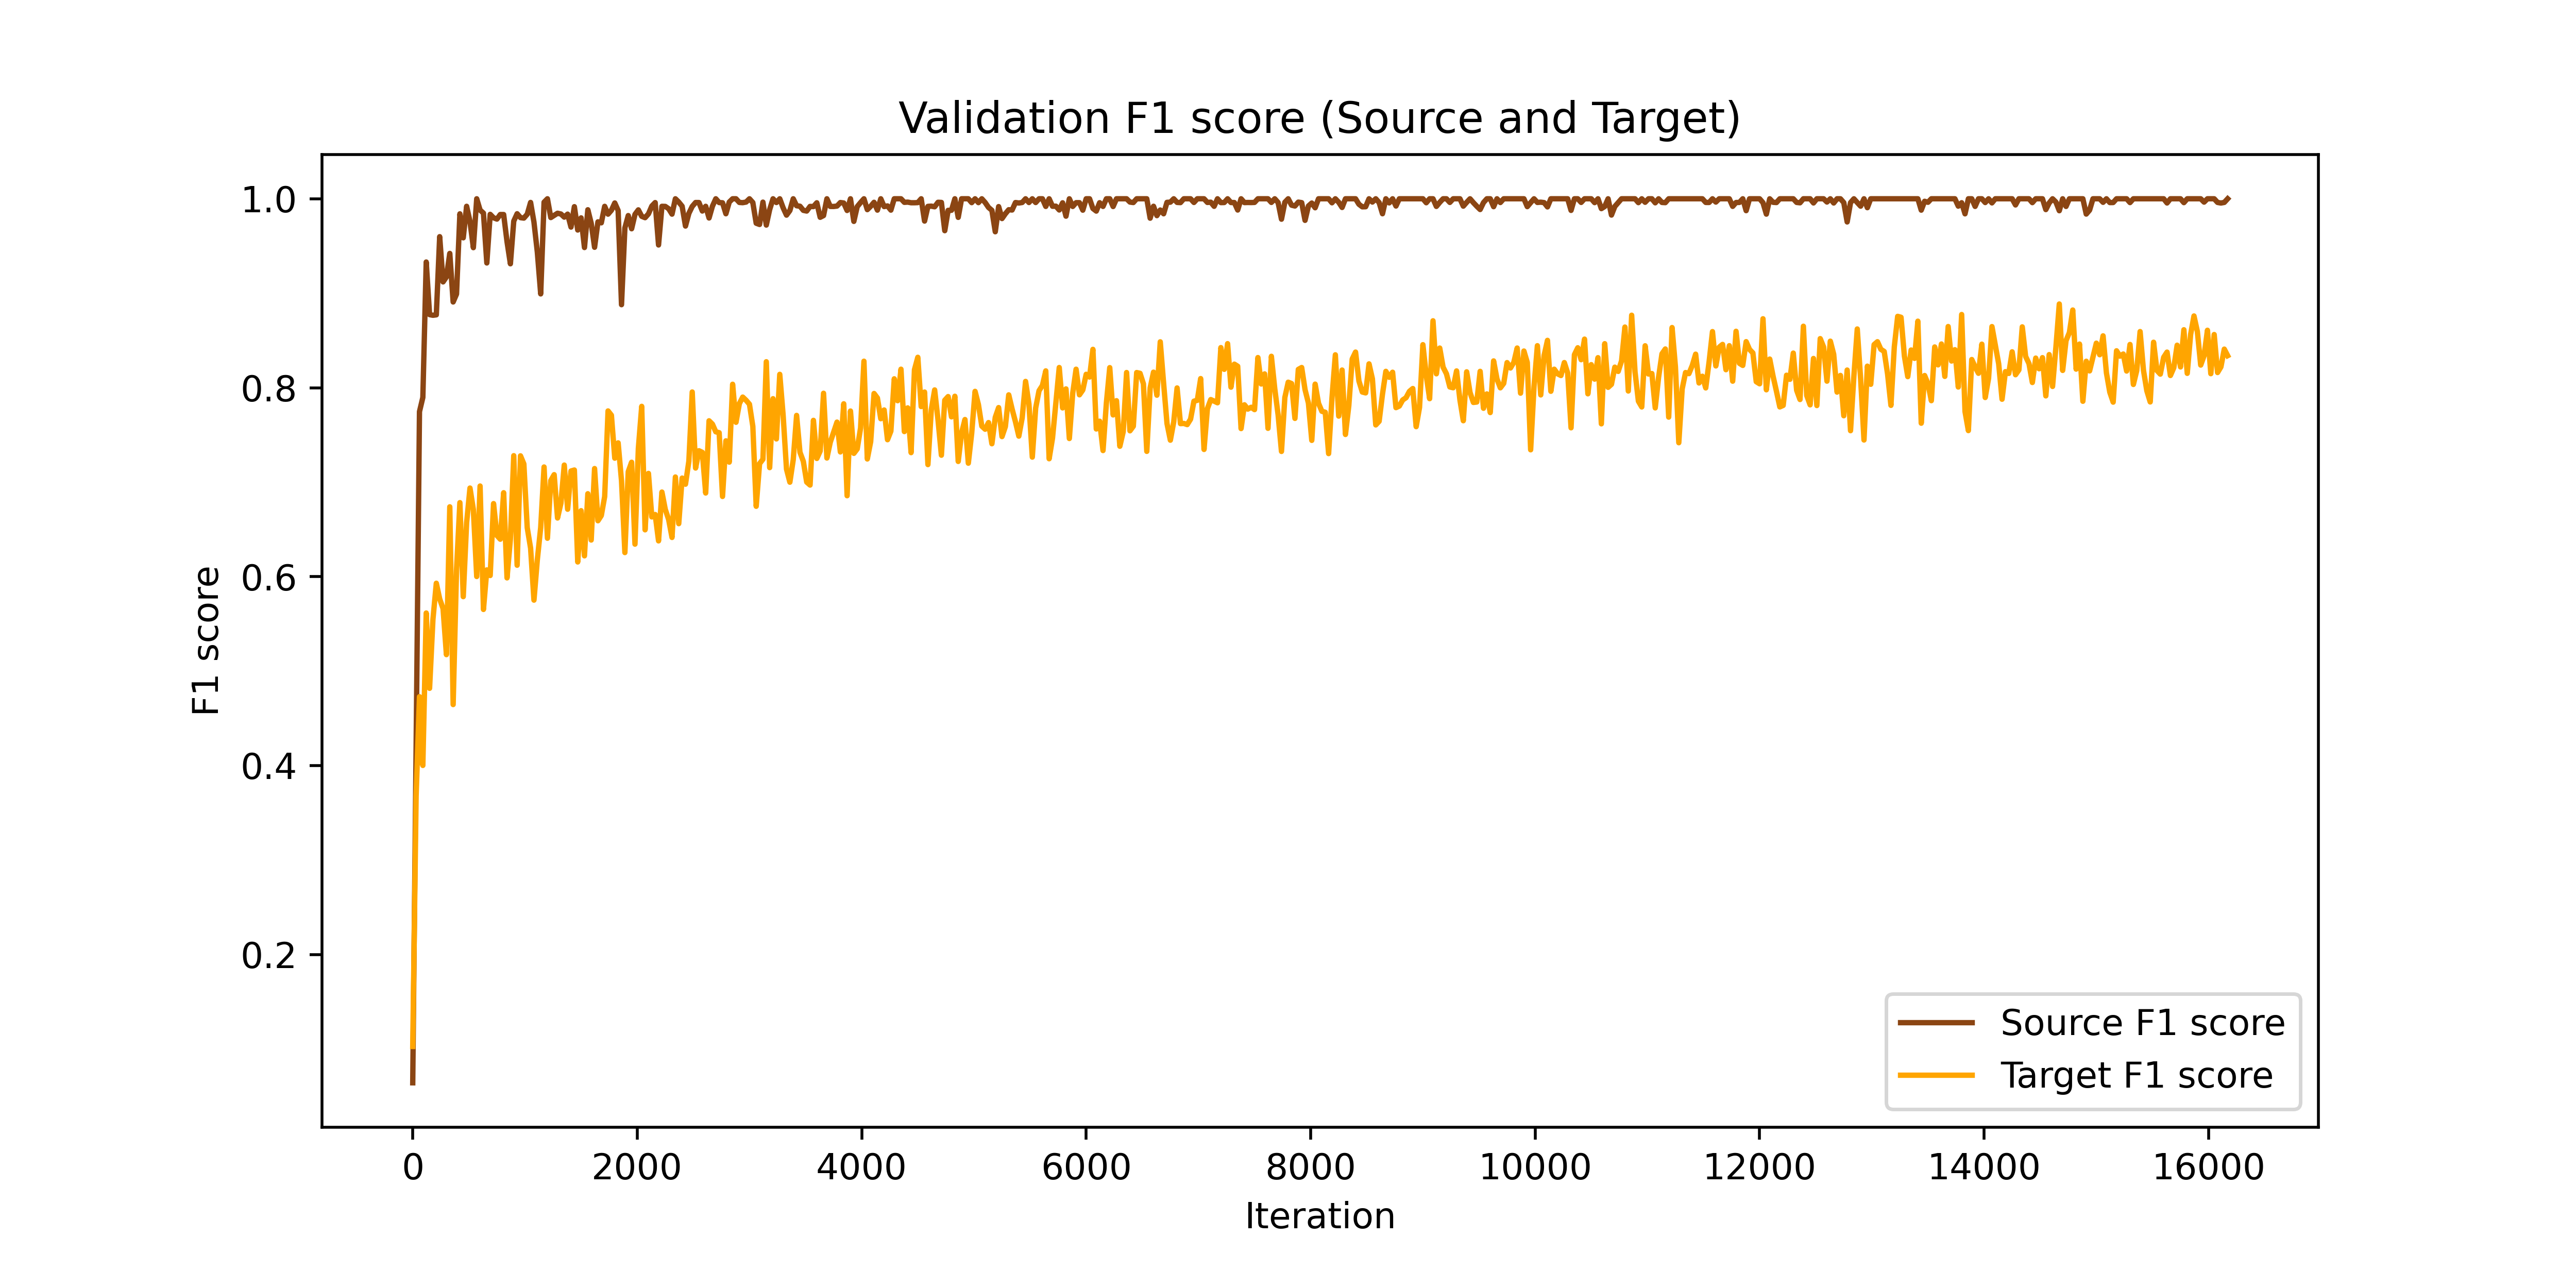 Validation F1 score (Source and Target)
1.0
0.8
0.6
0.4
0.2
F1 score
0 2000 4000 6000 8000 10000 12000 14000 16000
Iteration
Source F1 score
Target F1 score